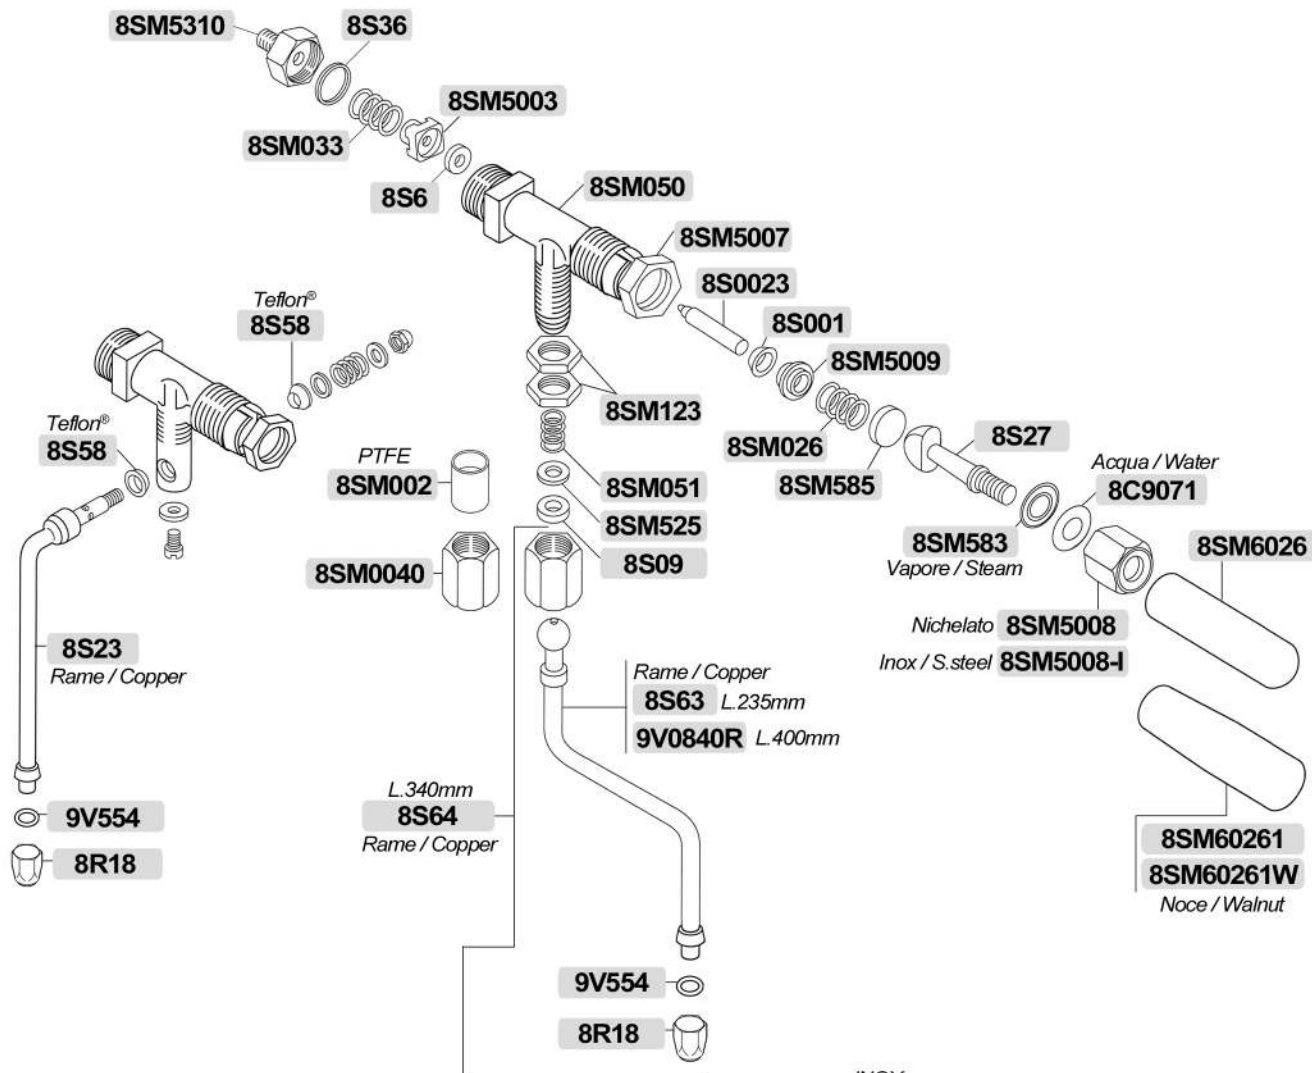 8SM5310
8S36
8SM5003
8SM033
8S6
8SM050
8SM5007
8S0023
8S001
8SM5009
Teflon®
8S58
8SM123
8SM026
8S27
Teflon®
8S58
PTFE
8SM002
8SM051
8SM585
Acqua / Water
8C9071
8SM525
8SM583
Vapore / Steam
8SM6026
8S09
8SM0040
Nichelato 8SM5008
Inox / S.steel 8SM5008-I
8S23
Rame / Copper
Rame / Copper
8S63 L.235mm
9V0840R L.400mm
L.340mm
8S64
Rame / Copper
9V554
8R18
8SM60261
8SM60261W
Noce / Walnut
9V554
8R18